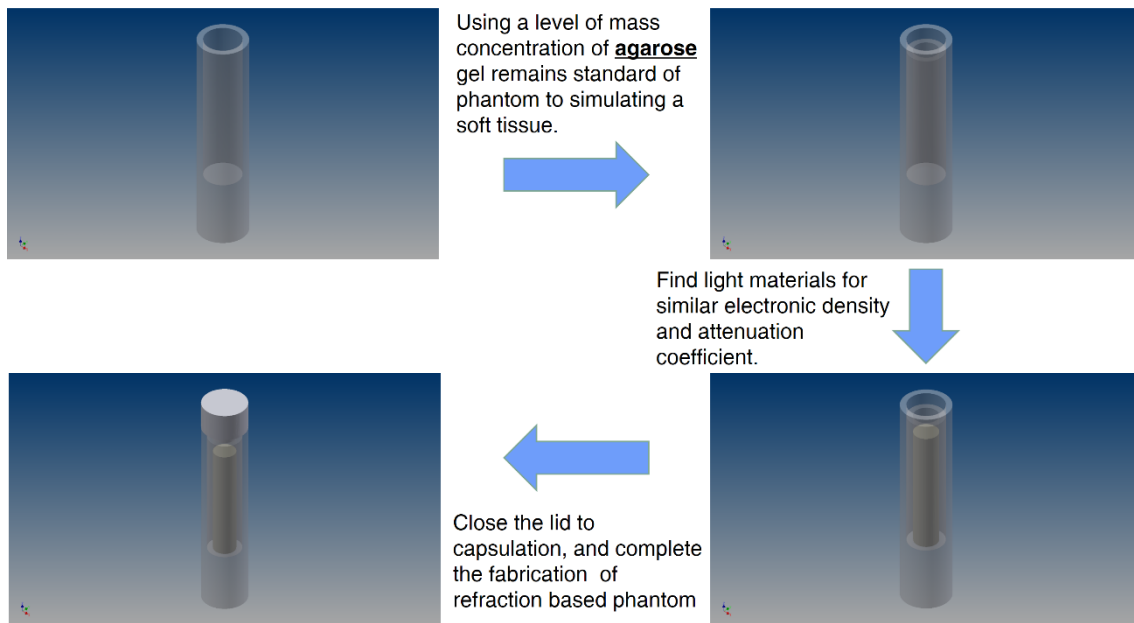 Using a level of mass
concentration of agarose
gel remains standard of
phantom to simulating a
soft tissue.
Find light materials for
similar electronic density
and attenuation
coefficient.
Close the lid to
capsulation, and complete
the fabrication of
refraction based phantom